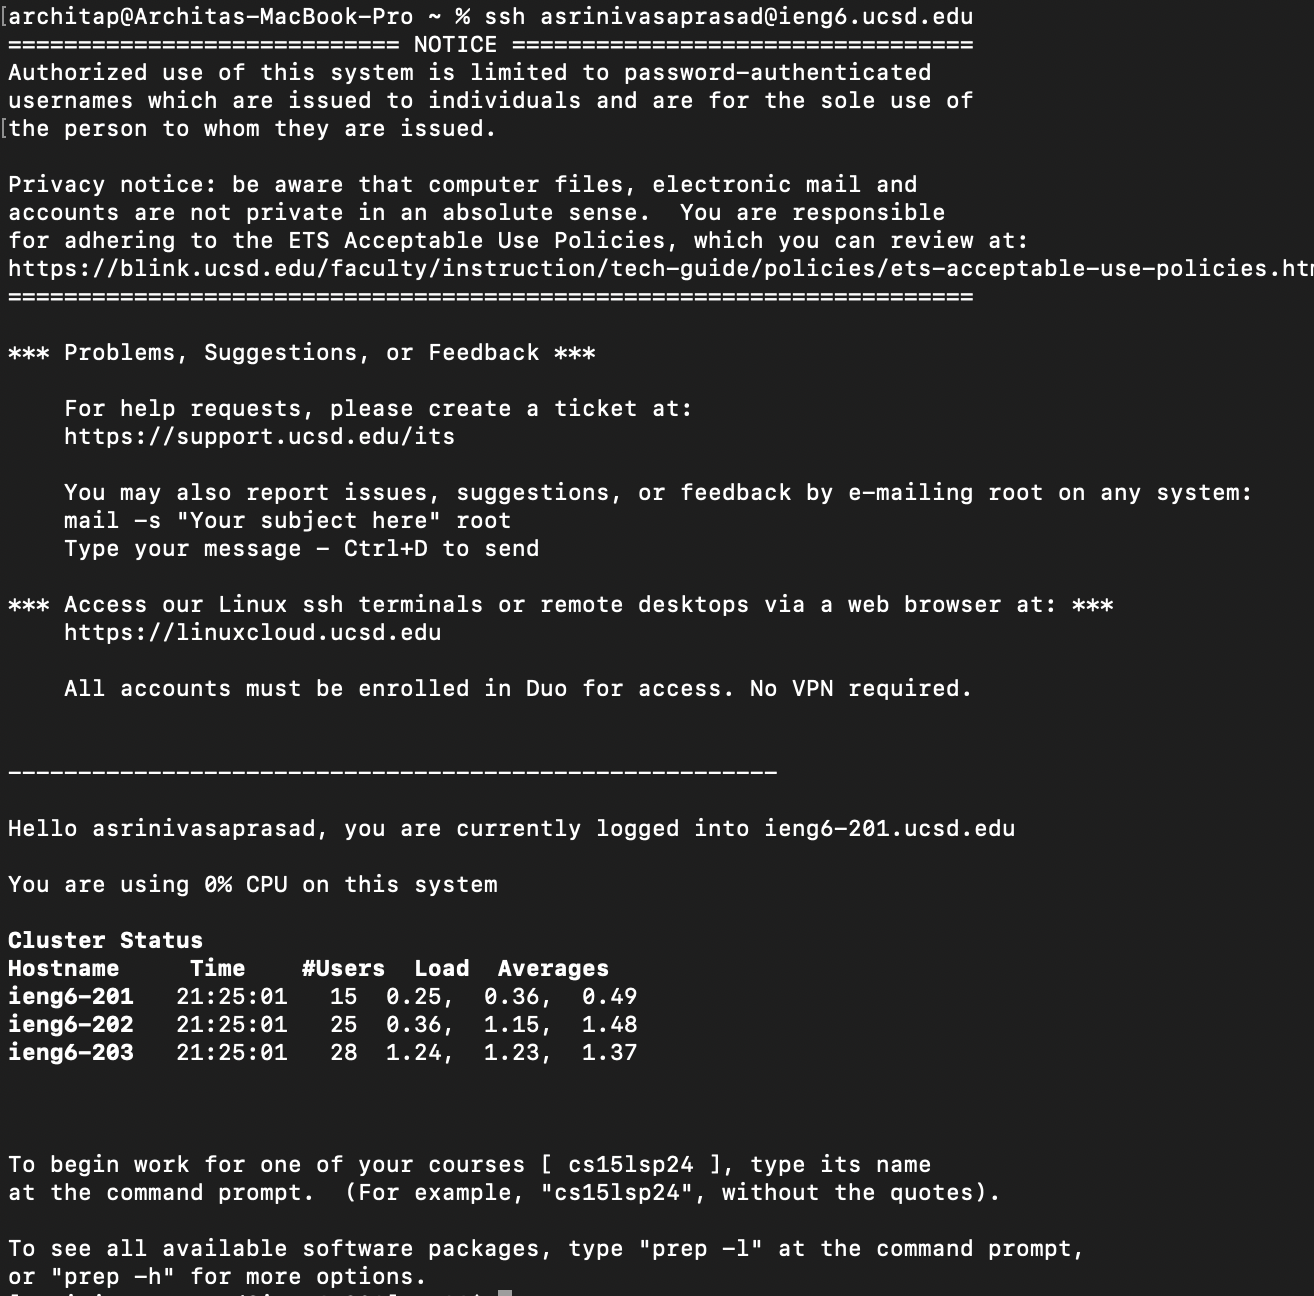 [architap@Architas-MacBook-Pro ~ % ssh asrinivasaprasad@ieng6.ucsd.edu
============================ NOTICE =================================
Authorized use of this system is limited to password-authenticated
usernames which are issued to individuals and are for the sole use of
[the person to whom they are issued.
Privacy notice: be aware that computer files, electronic mail and
accounts are not private in an absolute sense.  You are responsible
for adhering to the ETS Acceptable Use Policies, which you can review at:
https://blink.ucsd.edu/faculty/instruction/tech-guide/policies/ets-acceptable-use-policies.htm
=====================================================================
*** Problems, Suggestions, or Feedback ***
For help requests, please create a ticket at:
https://support.ucsd.edu/its
You may also report issues, suggestions, or feedback by e-mailing root on any system:
mail -s "Your subject here" root
Type your message - Ctrl+D to send
*** Access our Linux ssh terminals or remote desktops via a web browser at: ***
https://linuxcloud.ucsd.edu
All accounts must be enrolled in Duo for access. No VPN required.
-------------------------------------------------------
Hello asrinivasaprasad, you are currently logged into ieng6-201.ucsd.edu
You are using 0% CPU on this system
Cluster Status
Hostname     Time    #Users  Load  Averages
ieng6-201   21:25:01   15  0.25,  0.36,  0.49
ieng6-202   21:25:01   25  0.36,  1.15,  1.48
ieng6-203   21:25:01   28  1.24,  1.23,  1.37
To begin work for one of your courses [ cs15lsp24 ], type its name
at the command prompt.  (For example, "cs15lsp24", without the quotes).
To see all available software packages, type "prep -l" at the command prompt,
or "prep -h" for more options.